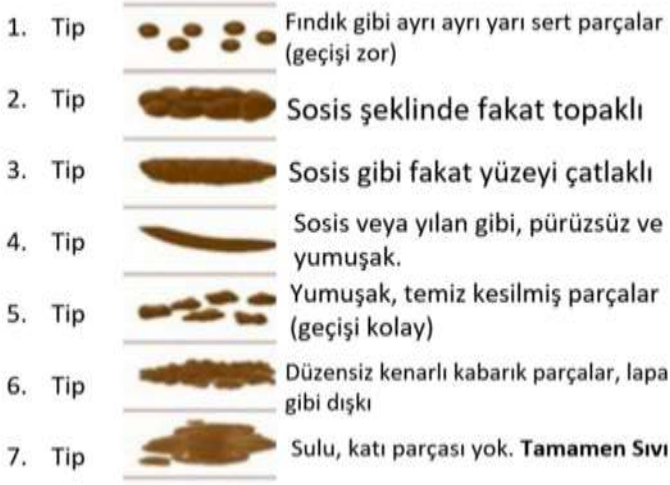 1. Tip Fındık gibi ayrı ayrı yarı sert parçalar
(geçişi zor)
2. Tip Sosis şeklinde fakat topaklı
3. Tip Sosis gibi fakat yüzeyi çatlaklı
4. Tip Sosis veya yılan gibi, pürüzsüz ve
yumuşak.
5. Tip Yumuşak, temiz kesilmiş parçalar
(geçişi kolay)
6. Tip Düzensiz kenarlı kabarık parçalar, lapa
gibi dışkı
7. Tip Sulu, katı parçası yok. Tamamen Sıvı